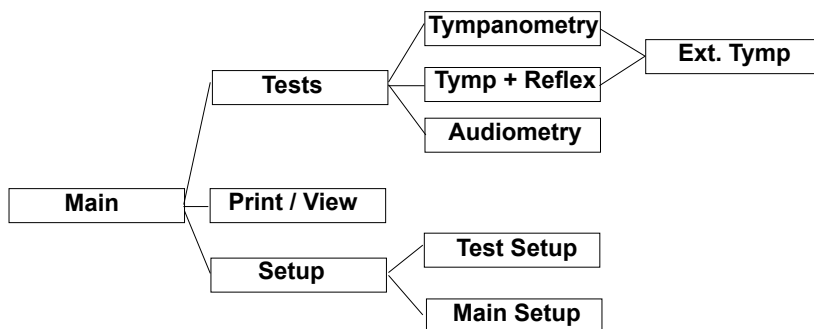 Tympanometry
Ext. Tymp
Tests
Tymp + Reflex
Audiometry
Main
Print / View
Test Setup
Setup
Main Setup